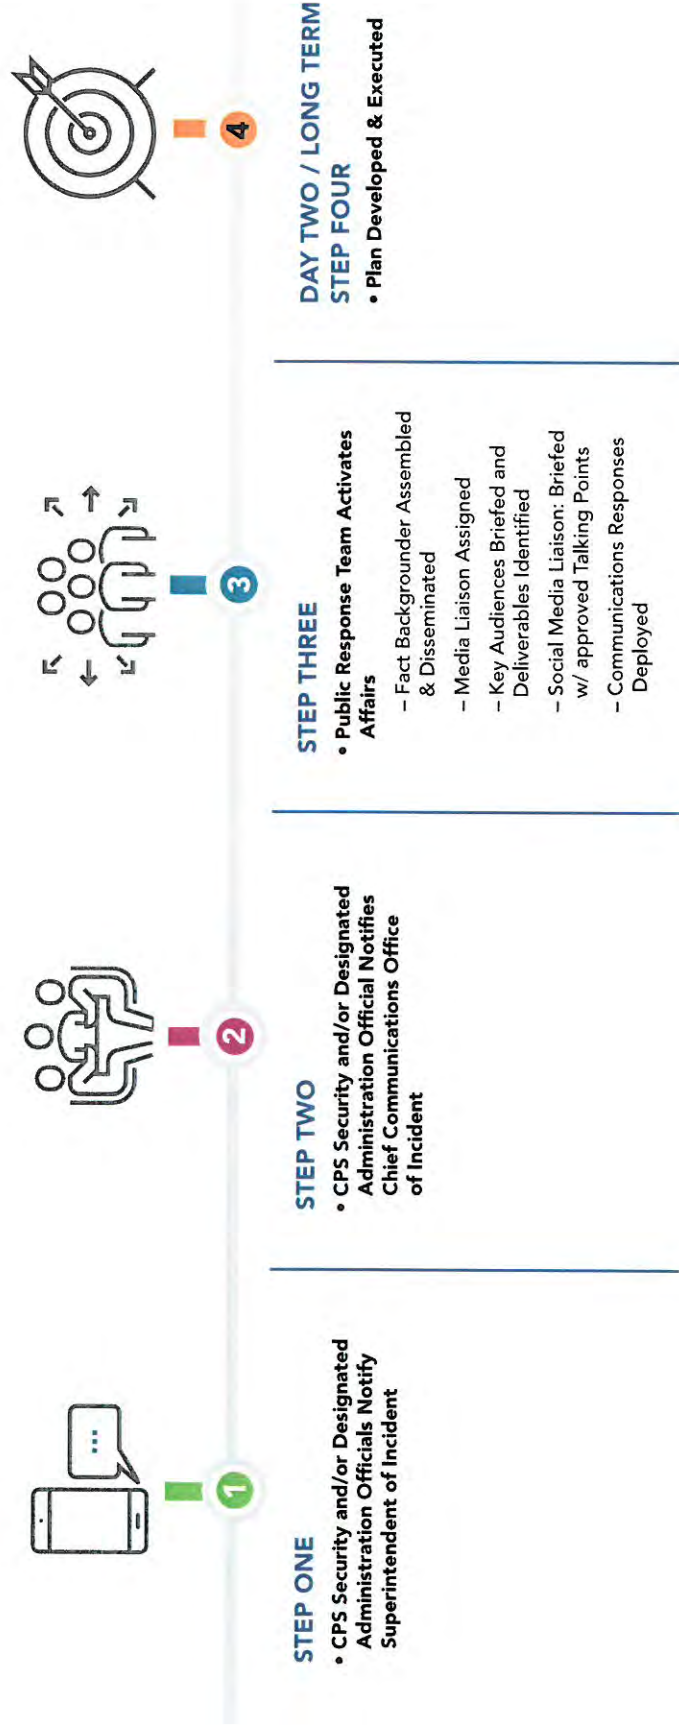 1
STEP ONE
• CPS Security and/or Designated
Administration Officials Notify
Superintendent of Incident
2
STEP TWO
• CPS Security and/or Designated
Administration Official Notifies
Chief Communications Office
of Incident
3
STEP THREE
• Public Response Team Activates
Affairs
– Fact Backgrounder Assembled
& Disseminated
– Media Liaison Assigned
– Key Audiences Briefed and
Deliverables Identified
– Social Media Liaison: Briefed
w/ approved Talking Points
– Communications Responses
Deployed
4
DAY TWO / LONG TERM
STEP FOUR
• Plan Developed & Executed